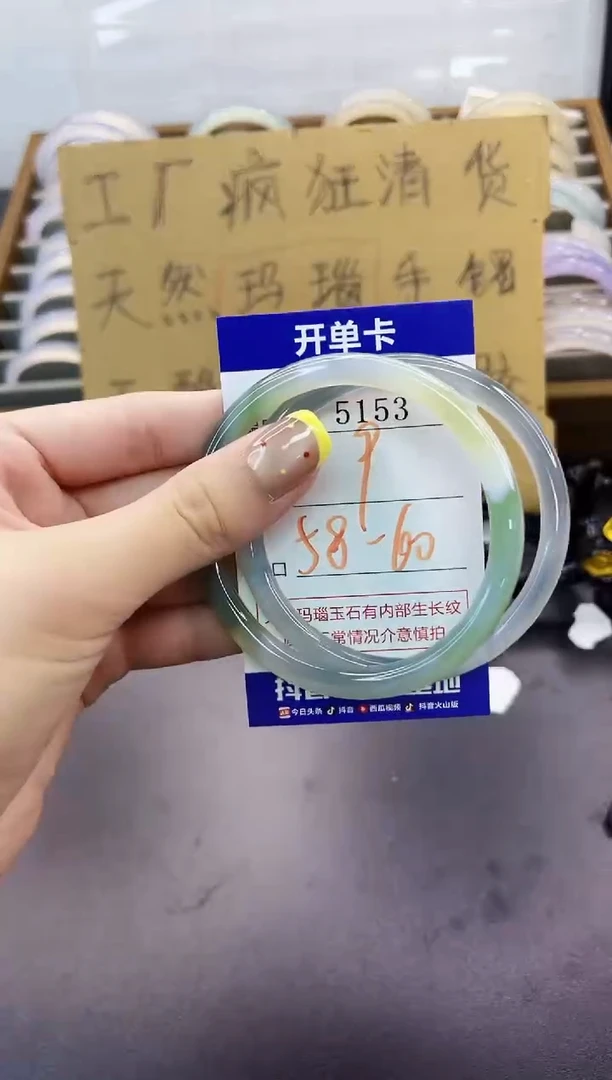 工厂疯狂清货
天然玛瑙手镯
开单卡
5153
9
58-60
口
玛瑙玉石有内部生长纹
常情况介意慎拍
今日头条 抖音 西瓜视频 抖音火山版